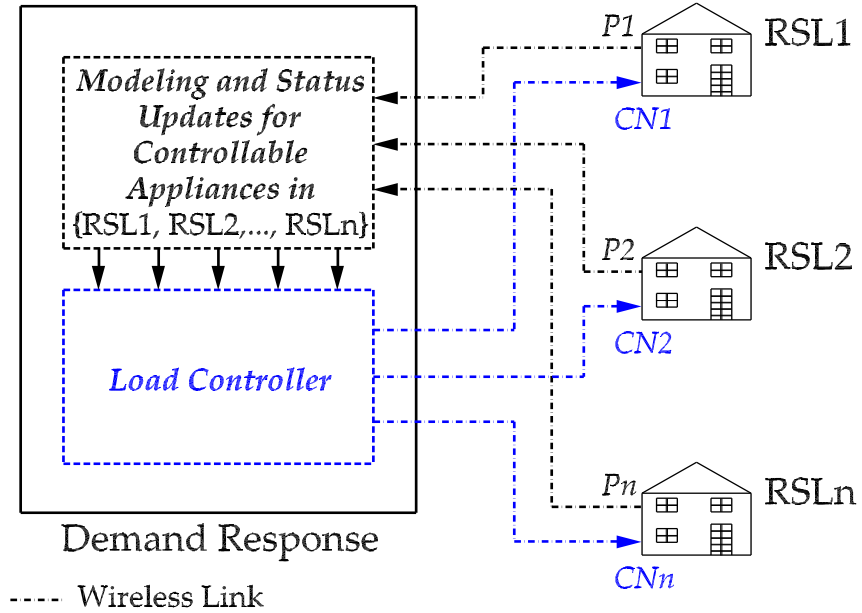 Modeling and Status
Updates for
Controllable
Appliances in
{RSL1, RSL2,..., RSLn}
Load Controller
Demand Response
Wireless Link
P1
RSL1
CN1
P2
RSL2
CN2
Pn
RSLn
CNn